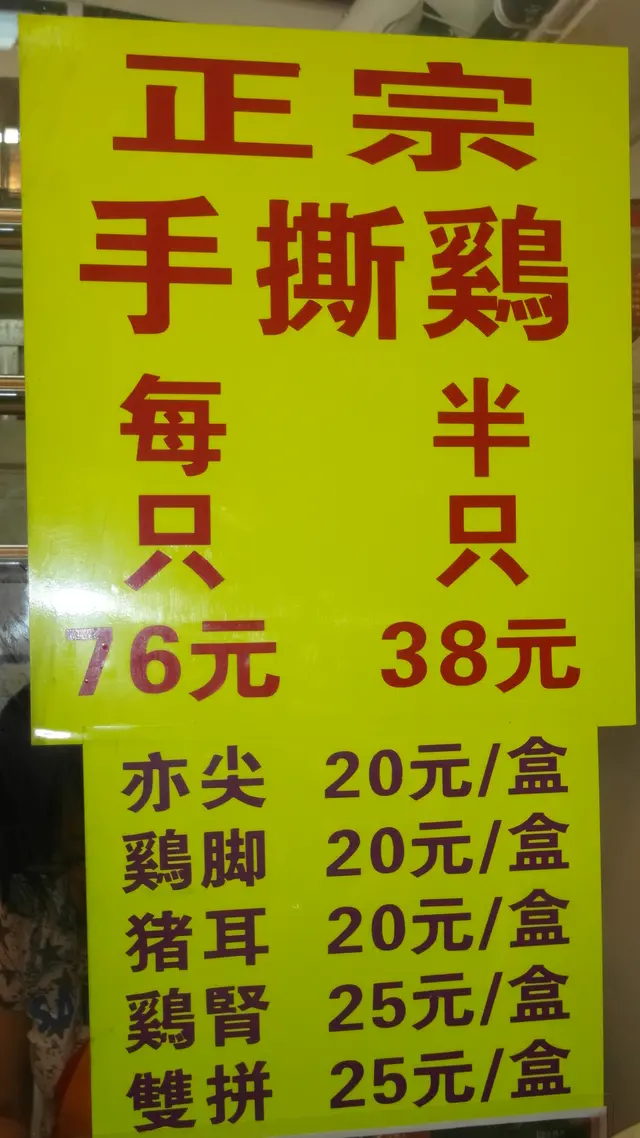 正宗
手撕鷄
每只 半只
76元 38元
亦尖 20元/盒
鷄脚 20元/盒
猪耳 20元/盒
鷄腎 25元/盒
雙拼 25元/盒